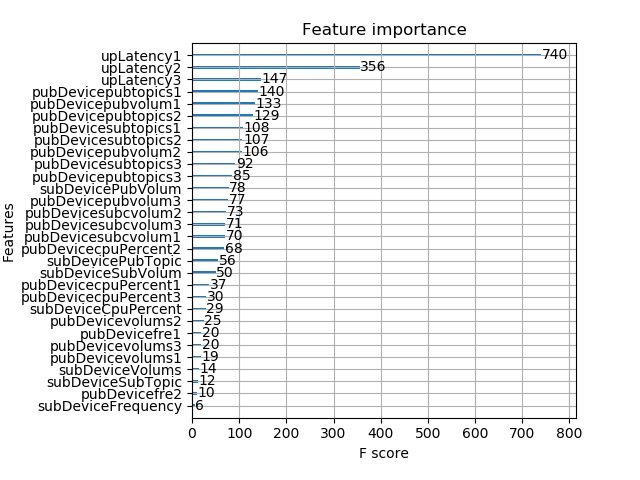 Feature importance
upLatency1 740
upLatency2 356
upLatency3 147
pubDevicepubtopics1 140
pubDevicepubvolum1 133
pubDevicepubtopics2 129
pubDevicesubtopics1 108
pubDevicesubtopics2 107
pubDevicepubvolum2 106
pubDevicesubtopics3 92
pubDevicepubtopics3 85
subDevicePubVolum 78
pubDevicepubvolum3 77
pubDevicesubcvolum2 73
pubDevicesubcvolum3 71
pubDevicesubcvolum1 70
pubDevicecpuPercent2 68
subDevicePubTopic 56
subDeviceSubVolum 50
pubDevicecpuPercent1 37
pubDevicecpuPercent3 30
subDeviceCpuPercent 29
pubDevicevolums2 25
pubDevicefre1 20
pubDevicevolums3 20
pubDevicevolums1 19
subDeviceVolums 14
subDeviceSubTopic 12
pubDevicefre2 10
subDeviceFrequency 6
Features
0 100 200 300 400 500 600 700 800
F score